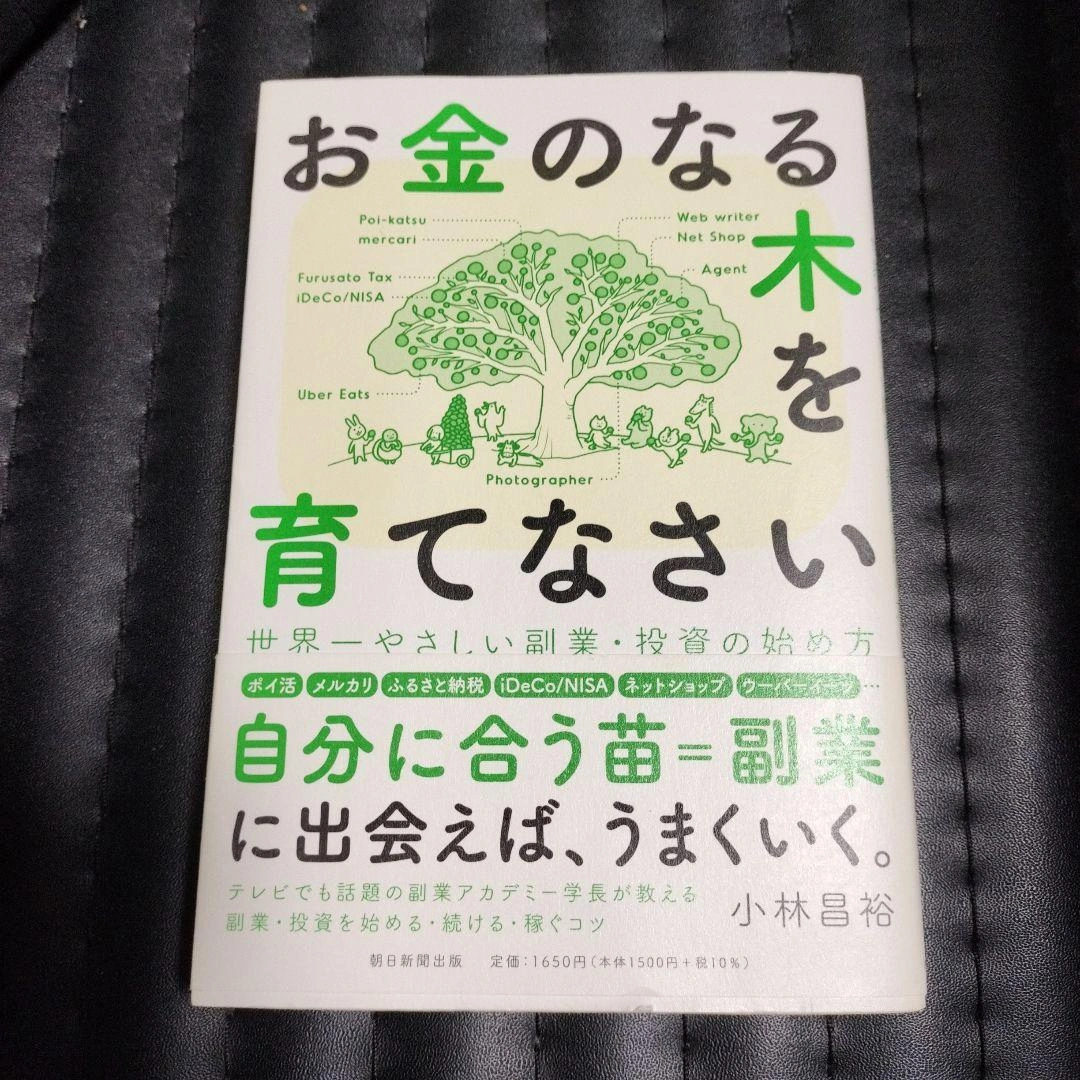 お金のなる
木を
育てなさい
Poi-katsu
mercari
Furusato Tax
iDeCo/NISA
Uber Eats
Web writer
Net Shop
Agent
Photographer
世界一やさしい副業・投資の始め方
ポイ活 メルカリ ふるさと納税 iDeCo/NISA ネットショップ ウーバーイーツ…
自分に合う苗=副業
に出会えば、うまくいく。
テレビでも話題の副業アカデミー学長が教える
副業・投資を始める・続ける・稼ぐコツ
小林昌裕
朝日新聞出版 定価:1650円(本体1500円+税10%)